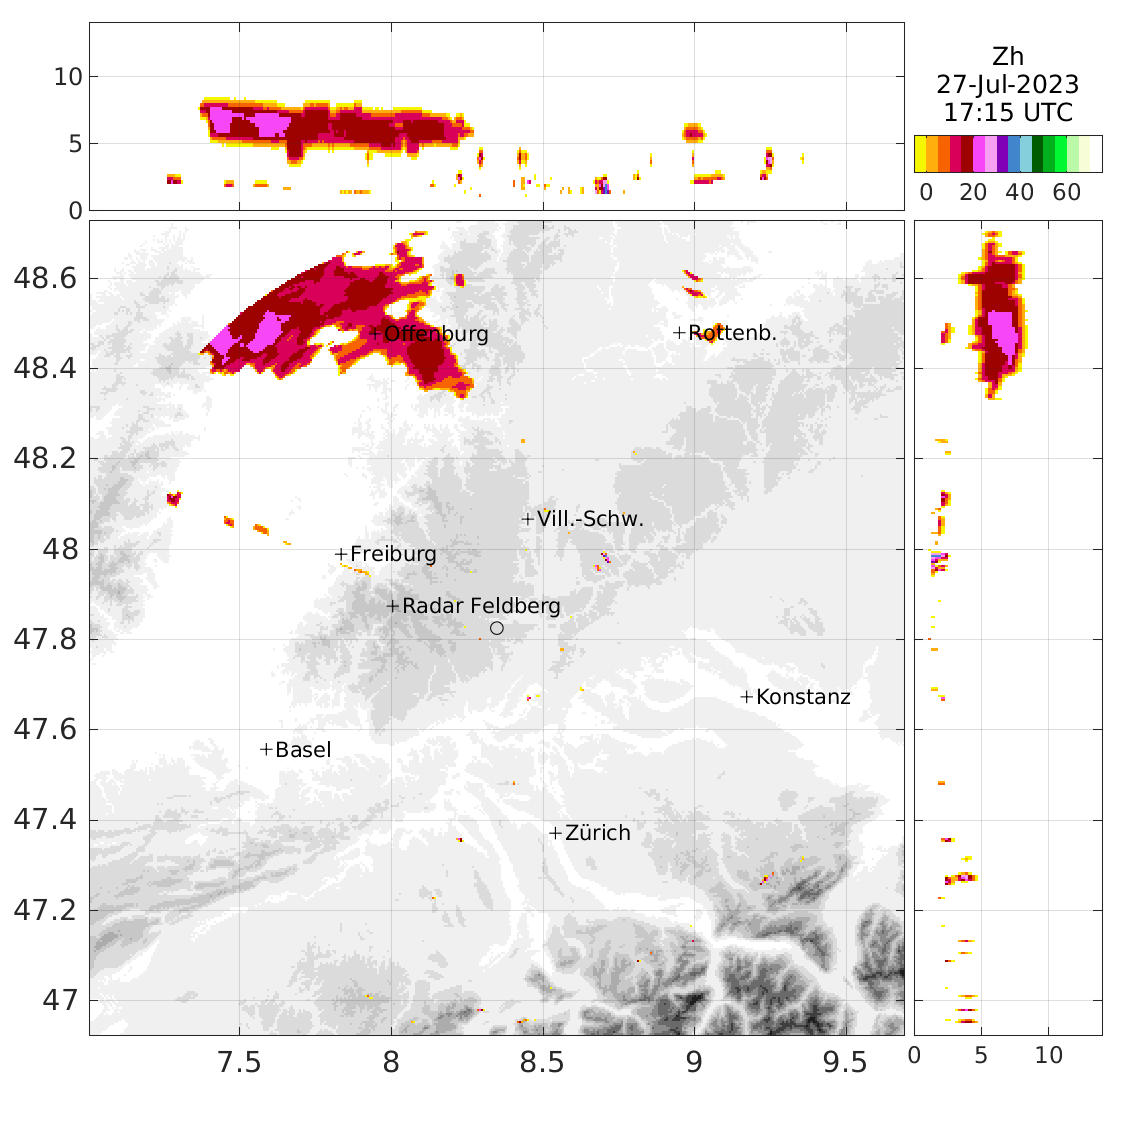 10
5
0
Zh
27-Jul-2023
17:15 UTC
0 20 40 60
48.6
48.4
48.2
48
47.8
47.6
47.4
47.2
47
Offenburg
Rottenb.
Vill.-Schw.
Freiburg
Radar Feldberg
Konstanz
Basel
Zürich
7.5 8 8.5 9 9.5
0 5 10